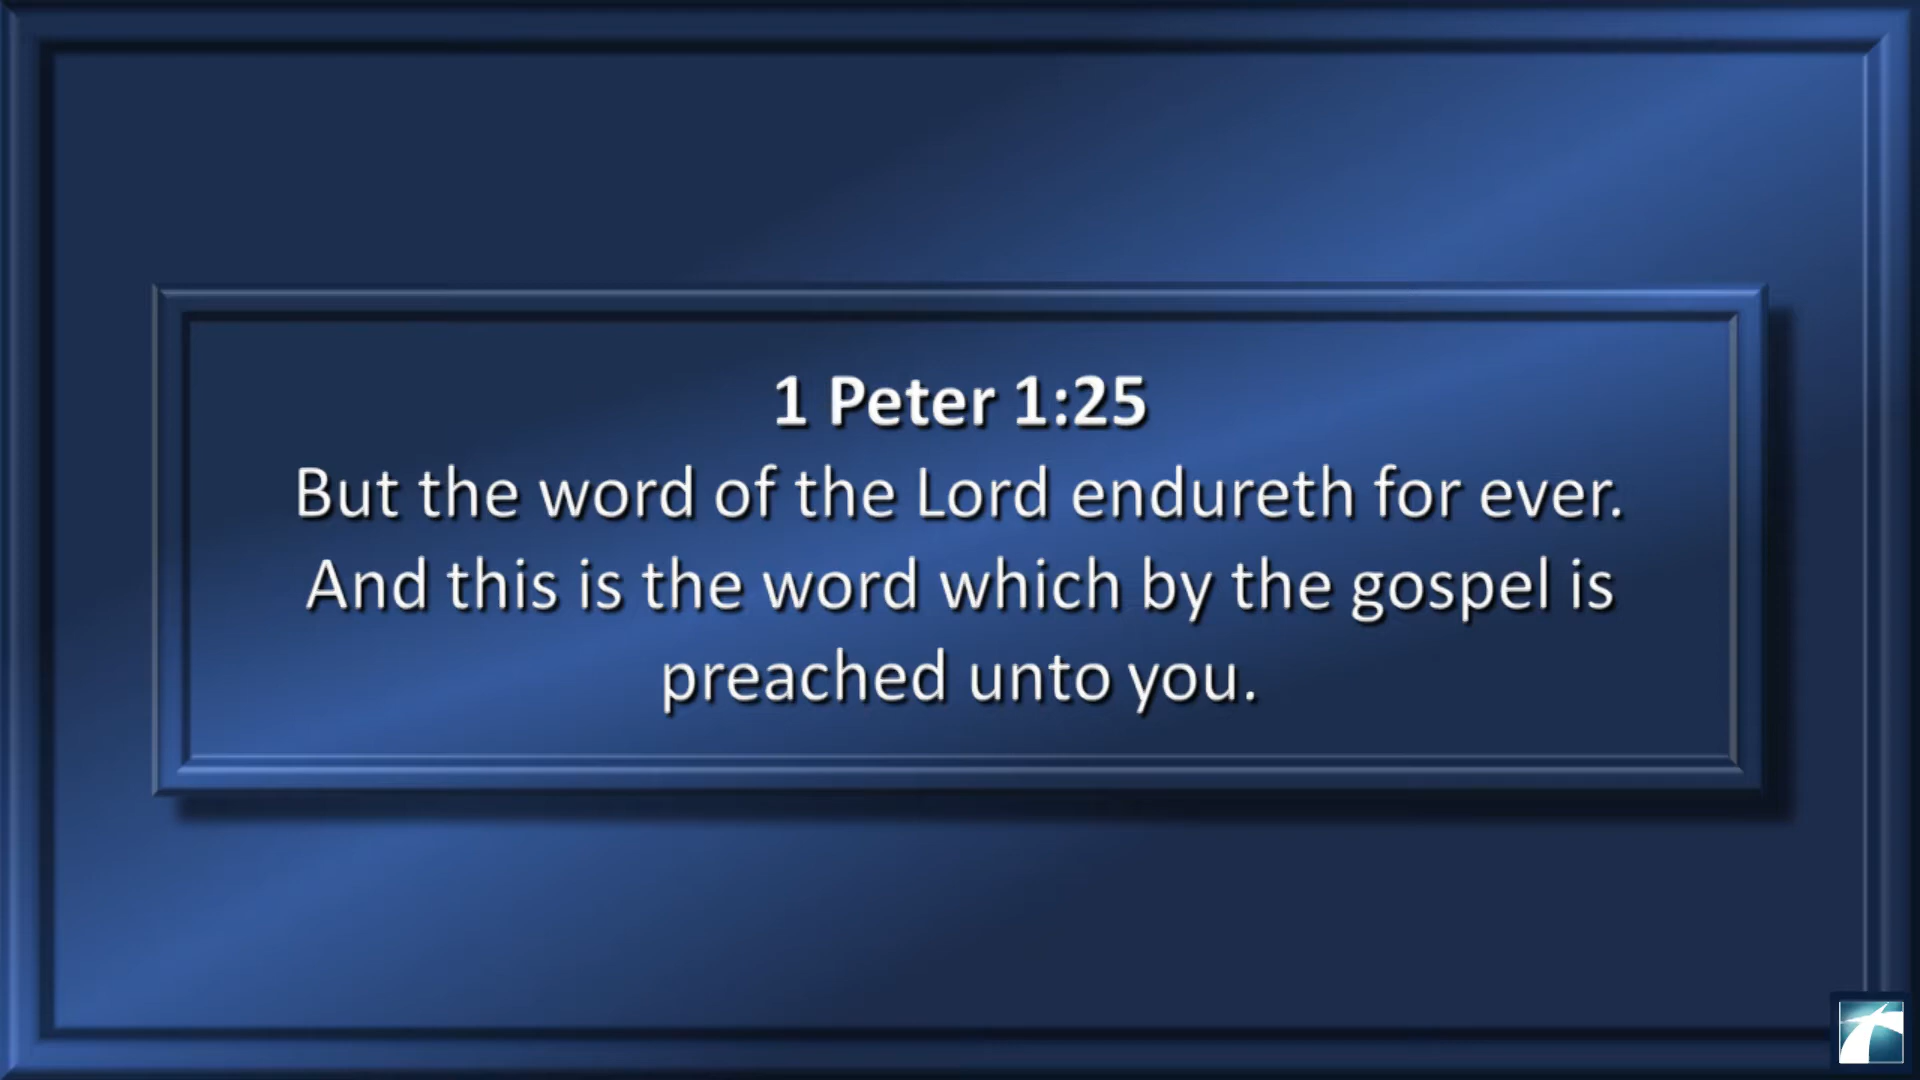 1 Peter 1:25
But the word of the Lord endureth for ever.
And this is the word which by the gospel is
preached unto you.